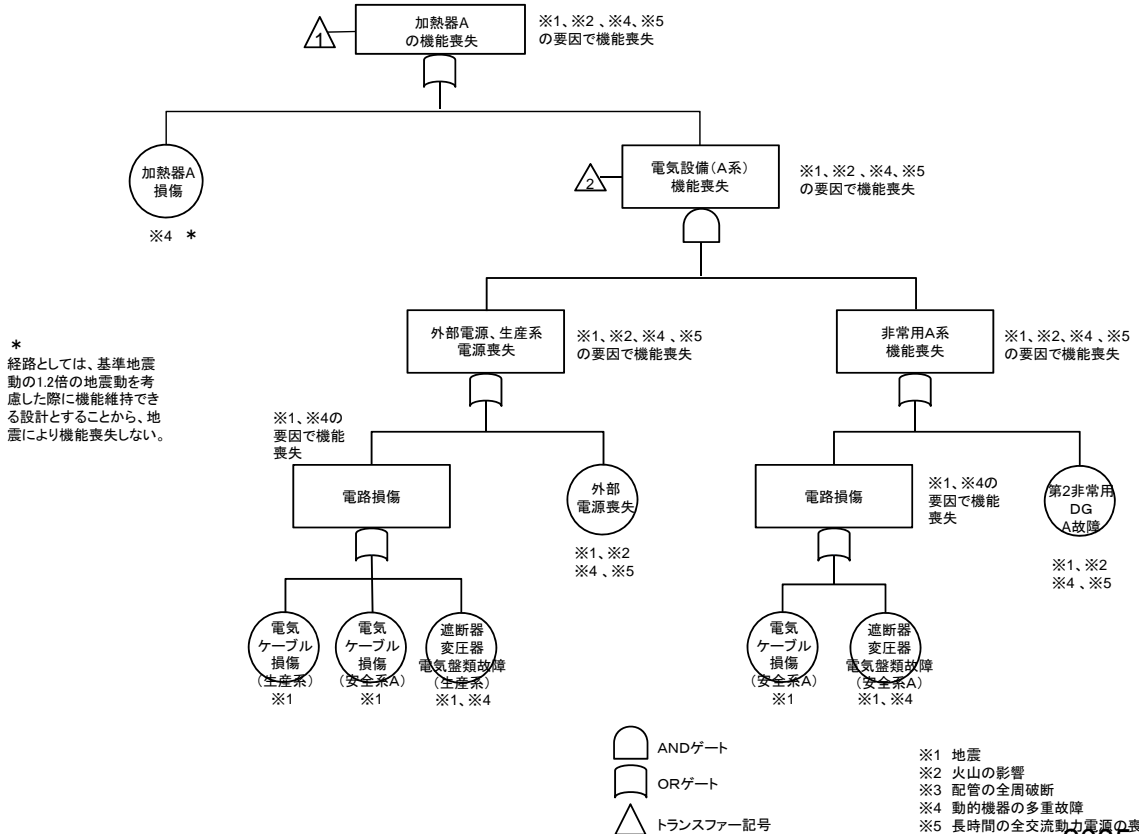 加熱器A
の機能喪失
※1、※2 、※4、※5
の要因で機能喪失
1
加熱器A
損傷
※4 *
電気設備(A系)
機能喪失
※1、※2 、※4、※5
の要因で機能喪失
2
外部電源、生産系
電源喪失
※1、※2、※4 、※5
の要因で機能喪失
非常用A系
機能喪失
※1、※2、※4 、※5
の要因で機能喪失
*
経路としては、基準地震
動の1.2倍の地震動を考
慮した際に機能維持でき
る設計とすることから、地
震により機能喪失しない。
※1、※4の
要因で機能
喪失
電路損傷
外部
電源喪失
※1、※2
※4 、※5
電路損傷
※1、※4の
要因で機能
喪失
第2非常用
DG
A故障
※1、※2
※4 、※5
電気
ケーブル
損傷
(生産系)
※1
電気
ケーブル
損傷
(安全系A)
※1
遮断器
変圧器
電気盤類故障
(生産系)
※1、※4
電気
ケーブル
損傷
(安全系A)
※1
遮断器
変圧器
電気盤類故障
(安全系A)
※1、※4
ANDゲート
ORゲート
トランスファー記号
※1 地震
※2 火山の影響
※3 配管の全周破断
※4 動的機器の多重故障
※5 長時間の全交流動力電源の喪